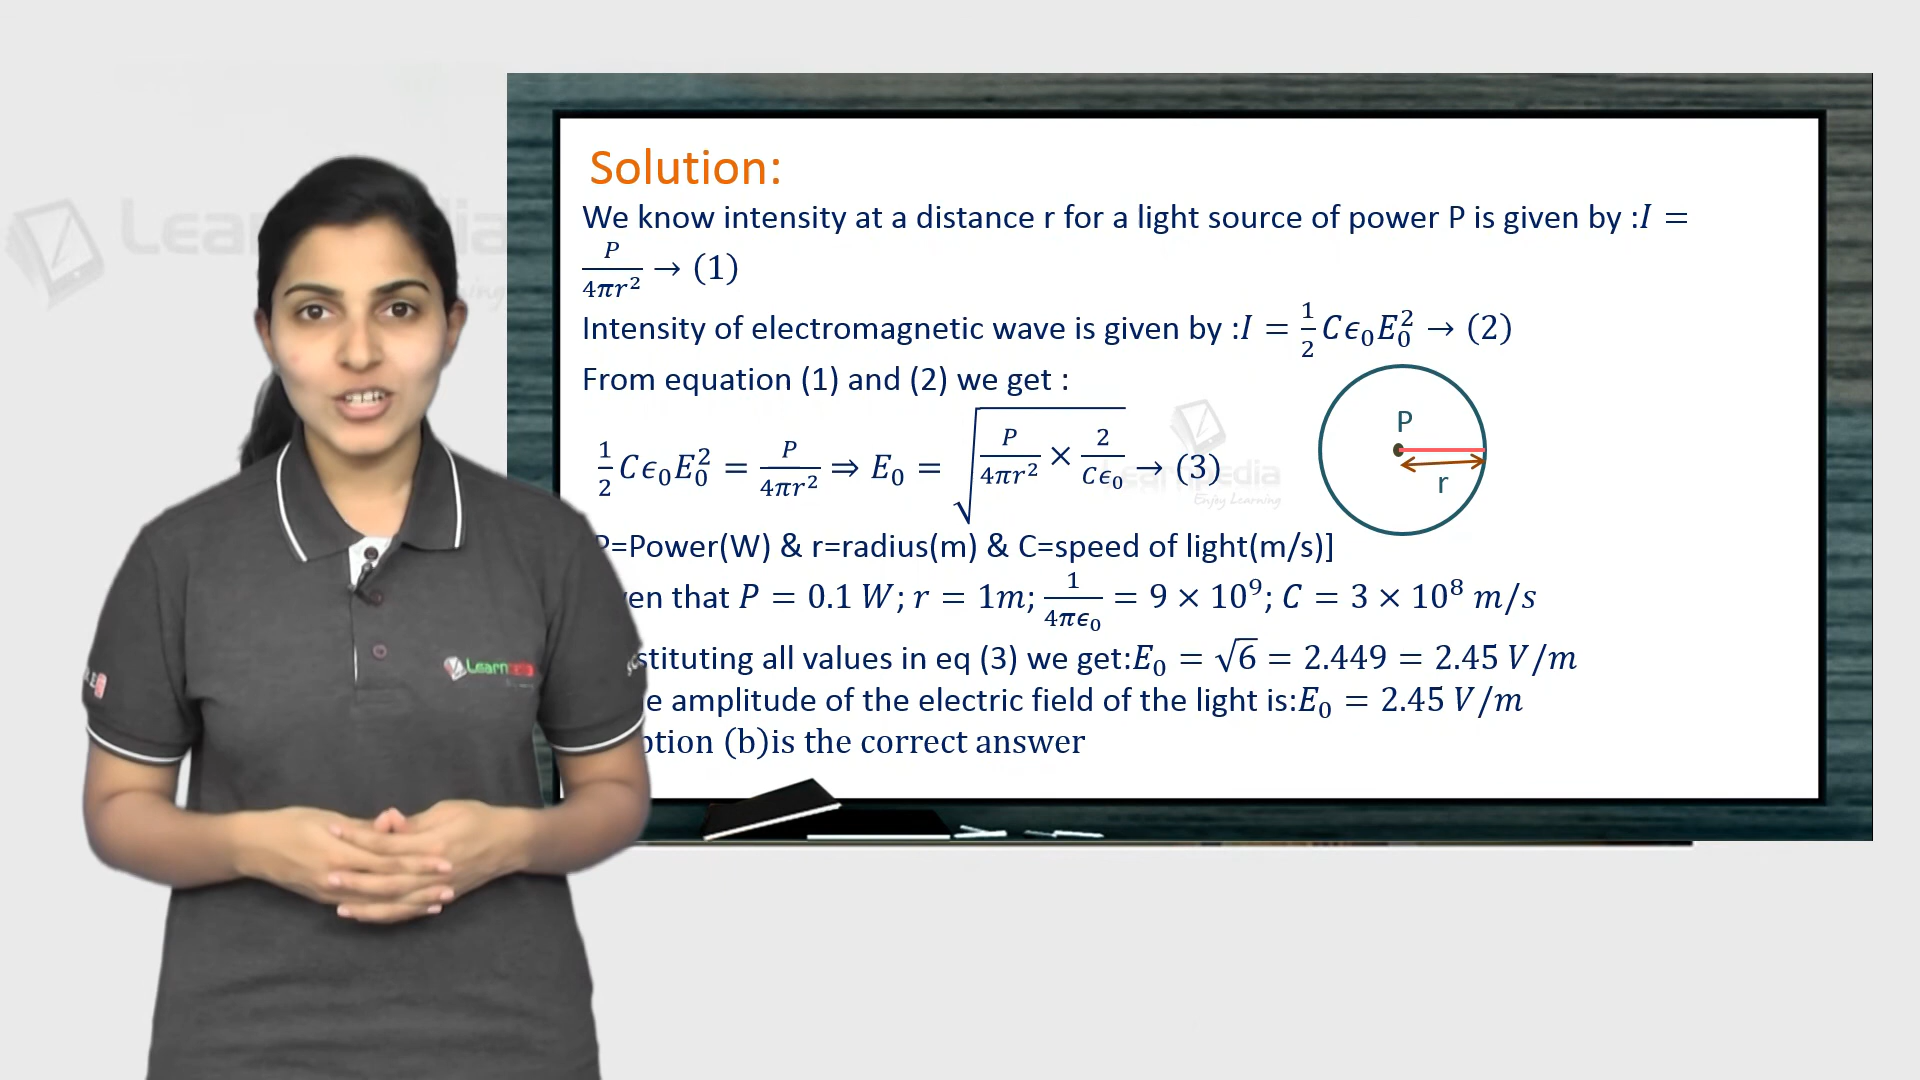 Solution:
We know intensity at a distance r for a light source of power P is given by :I =
P/4πr² → (1)
Intensity of electromagnetic wave is given by :I = 1/2 Cϵ₀E₀² → (2)
From equation (1) and (2) we get :
1/2 Cϵ₀E₀² = P/4πr² ⇒ E₀ = √(P/4πr² × 2/Cϵ₀) → (3)
P
r
P=Power(W) & r=radius(m) & C=speed of light(m/s)]
en that P = 0.1 W; r = 1m; 1/4πϵ₀ = 9 × 10⁹; C = 3 × 10⁸ m/s
stituting all values in eq (3) we get:E₀ = √6 = 2.449 = 2.45 V/m
e amplitude of the electric field of the light is:E₀ = 2.45 V/m
ption (b)is the correct answer
Enjoy Learning